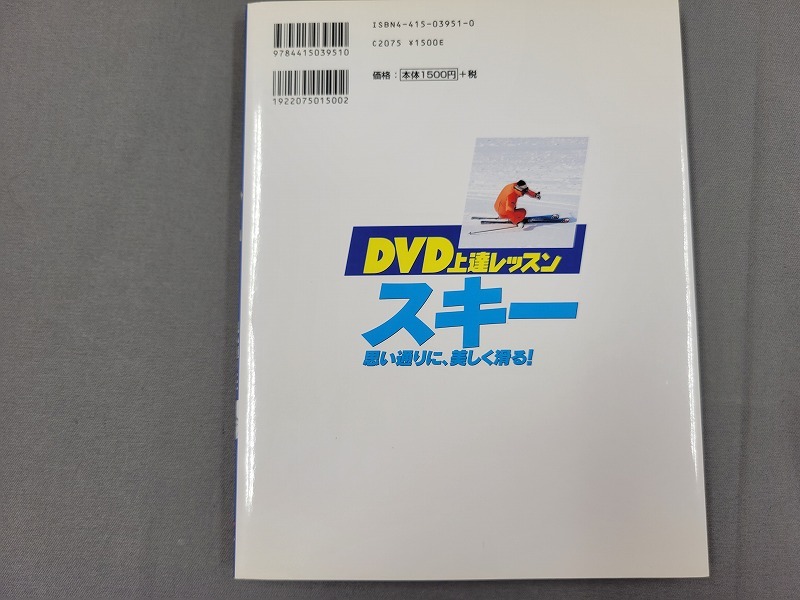 ISBN4-415-03951-0
9784415039510
C2075 ¥1500E
価格：本体1500円+税
1922075015002
DVD上達レッスン
スキー
思い通りに、美しく滑る!